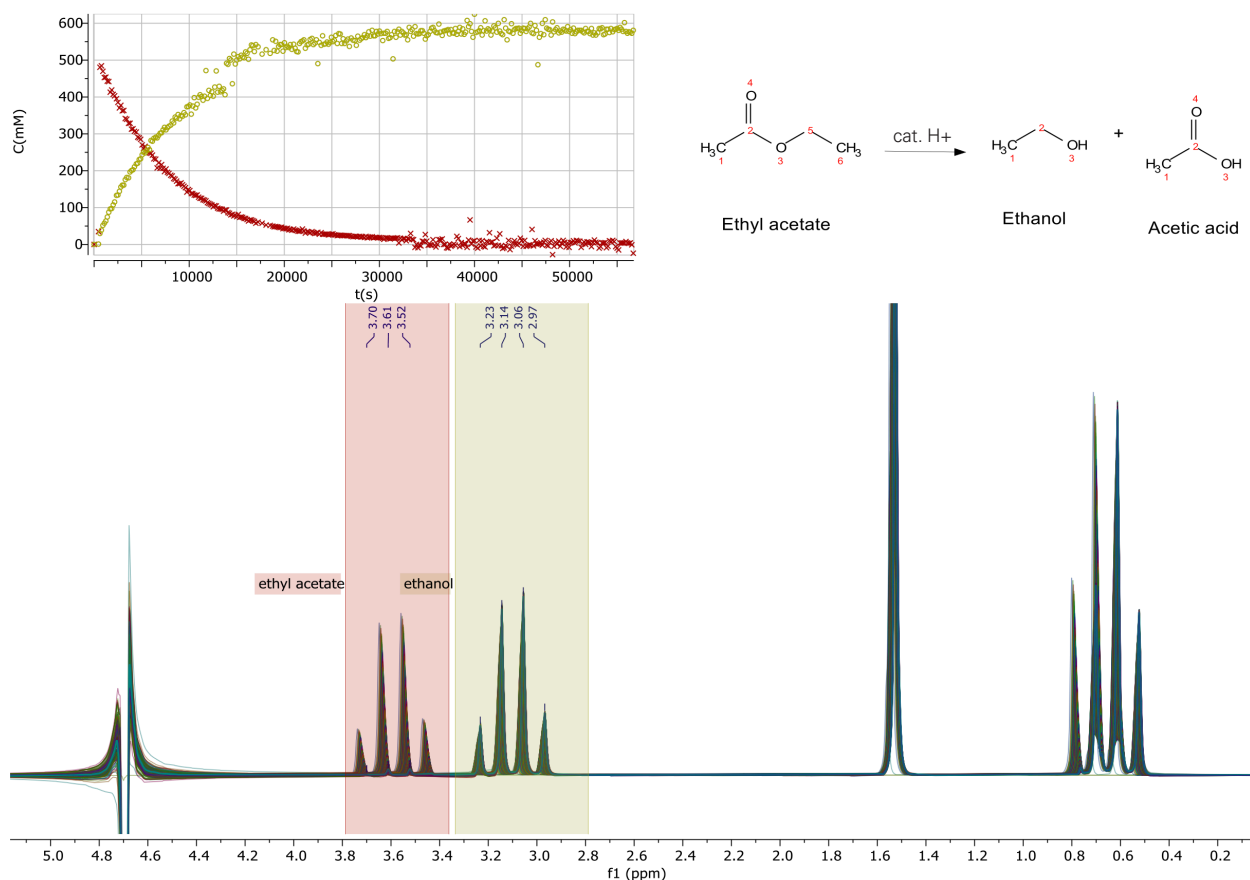 600
500
400
300
200
100
0
C(mM)
10000 20000 30000 40000 50000
t(s)
4
O
2
5
H₃C
O
CH₃
1
3
6
Ethyl acetate
cat. H+
2
H₃C
OH
1
3
Ethanol
+
4
O
2
H₃C
OH
1
3
Acetic acid
3.70
3.61
3.52
3.23
3.14
3.06
2.97
ethyl acetate
ethanol
5.0 4.8 4.6 4.4 4.2 4.0 3.8 3.6 3.4 3.2 3.0 2.8 2.6 2.4 2.2 2.0 1.8 1.6 1.4 1.2 1.0 0.8 0.6 0.4 0.2
f1 (ppm)